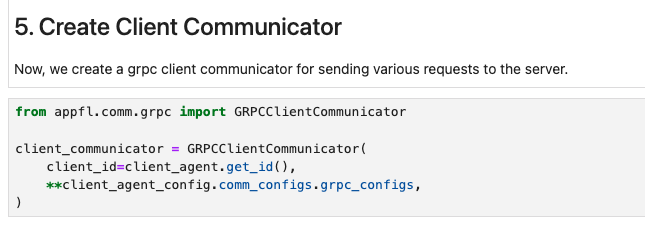 5. Create Client Communicator
Now, we create a grpc client communicator for sending various requests to the server.
from appfl.comm.grpc import GRPCClientCommunicator
client_communicator = GRPCClientCommunicator(
    client_id=client_agent.get_id(),
    **client_agent_config.comm_configs.grpc_configs,
)